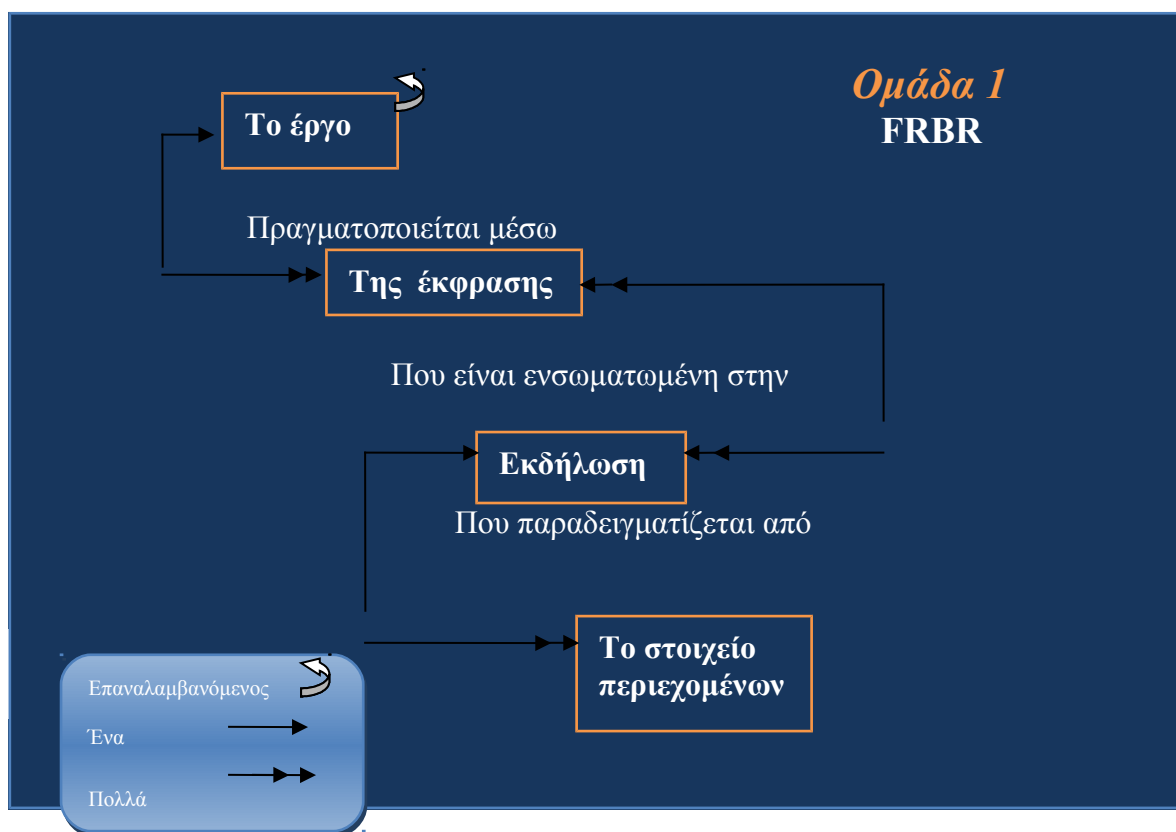 Ομάδα 1
FRBR
Το έργο
Πραγματοποιείται μέσω
Της έκφρασης
Που είναι ενσωματωμένη στην
Εκδήλωση
Που παραδειγματίζεται από
Το στοιχείο
περιεχομένων
Επαναλαμβανόμενος
Ένα
Πολλά